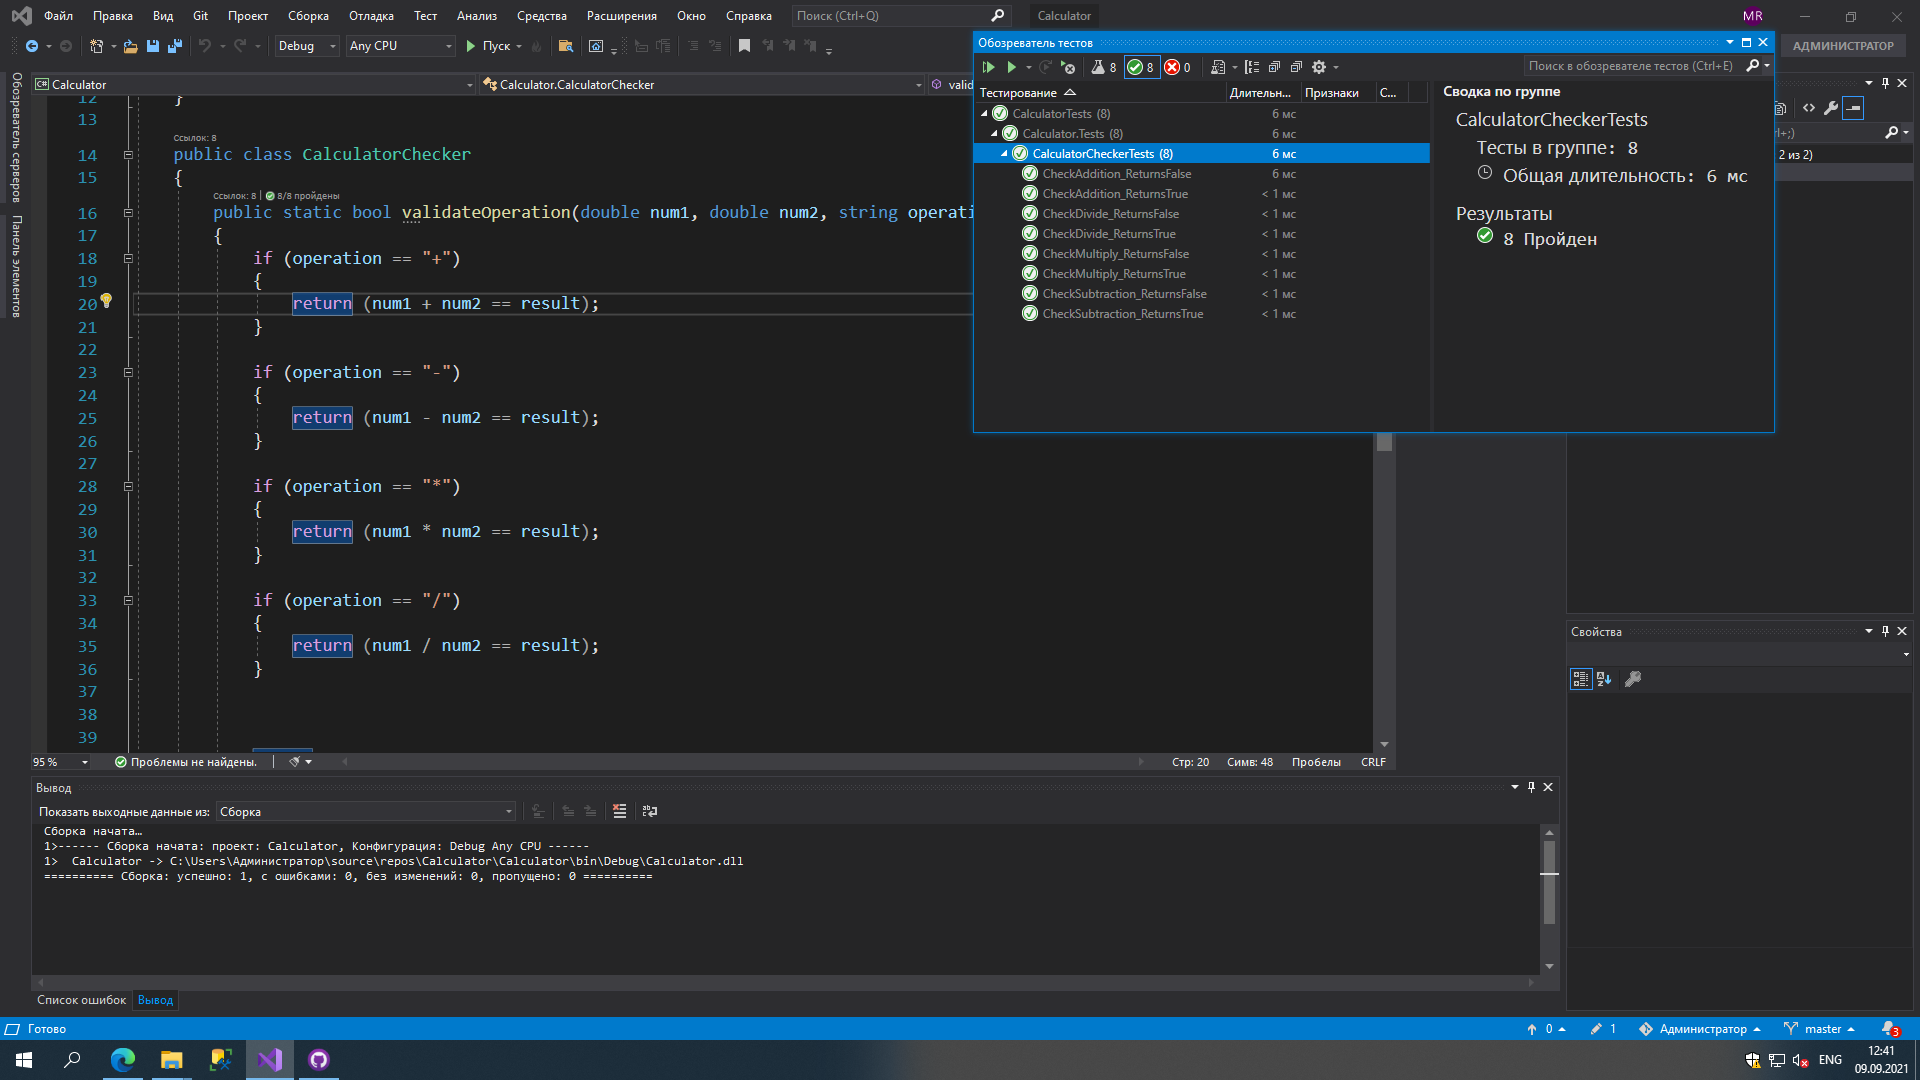 Файл Правка Вид Git Проект Сборка Отладка Тест Анализ Средства Расширения Окно Справка Поиск (Ctrl+Q) Calculator MR
Debug Any CPU Пуск АДМИНИСТРАТОР
Обозреватель серверов
Панель элементов
Calculator Calculator.CalculatorChecker valid
12 }
13
Ссылок: 8
14 public class CalculatorChecker
15 {
Ссылок: 8 | 8/8 пройдены
16 public static bool validateOperation(double num1, double num2, string operati
17 {
18 if (operation == "+")
19 {
20 return (num1 + num2 == result);
21 }
22
23 if (operation == "-")
24 {
25 return (num1 - num2 == result);
26 }
27
28 if (operation == "*")
29 {
30 return (num1 * num2 == result);
31 }
32
33 if (operation == "/")
34 {
35 return (num1 / num2 == result);
36 }
37
38
39
95 % Проблемы не найдены. Стр: 20 Симв: 48 Пробелы CRLF
Обозреватель тестов
8 8 0 Поиск в обозревателе тестов (Ctrl+E)
Тестирование Длительн... Признаки С...
CalculatorTests (8) 6 мс
Calculator.Tests (8) 6 мс
CalculatorCheckerTests (8) 6 мс
CheckAddition_ReturnsFalse 6 мс
CheckAddition_ReturnsTrue < 1 мс
CheckDivide_ReturnsFalse < 1 мс
CheckDivide_ReturnsTrue < 1 мс
CheckMultiply_ReturnsFalse < 1 мс
CheckMultiply_ReturnsTrue < 1 мс
CheckSubtraction_ReturnsFalse < 1 мс
CheckSubtraction_ReturnsTrue < 1 мс
Сводка по группе
CalculatorCheckerTests
Тесты в группе: 8
Общая длительность: 6 мс
Результаты
8 Пройден
rl+;)
2 из 2)
Свойства
Вывод
Показать выходные данные из: Сборка
Сборка начата…
1>------ Сборка начата: проект: Calculator, Конфигурация: Debug Any CPU ------
1> Calculator -> C:\Users\Администратор\source\repos\Calculator\Calculator\bin\Debug\Calculator.dll
========== Сборка: успешно: 1, с ошибками: 0, без изменений: 0, пропущено: 0 ==========
Список ошибок Вывод
Готово 0 1 Администратор master 3
ENG 12:41
09.09.2021